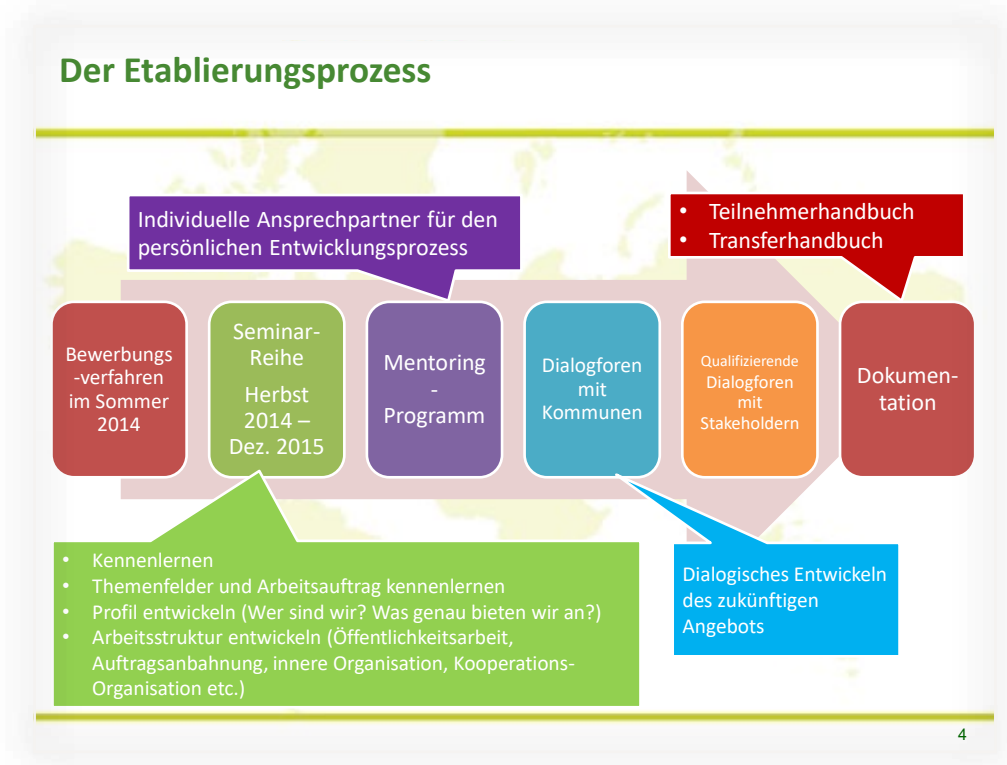 Der Etablierungsprozess
Individuelle Ansprechpartner für den
persönlichen Entwicklungsprozess
• Teilnehmerhandbuch
• Transferhandbuch
Bewerbungs
-verfahren
im Sommer
2014
Seminar-
Reihe
Herbst
2014 –
Dez. 2015
Mentoring
-
Programm
Dialogforen
mit
Kommunen
Qualifizierende
Dialogforen
mit
Stakeholdern
Dokumen-
tation
• Kennenlernen
• Themenfelder und Arbeitsauftrag kennenlernen
• Profil entwickeln (Wer sind wir? Was genau bieten wir an?)
• Arbeitsstruktur entwickeln (Öffentlichkeitsarbeit,
Auftragsanbahnung, innere Organisation, Kooperations-
Organisation etc.)
Dialogisches Entwickeln
des zukünftigen
Angebots
4